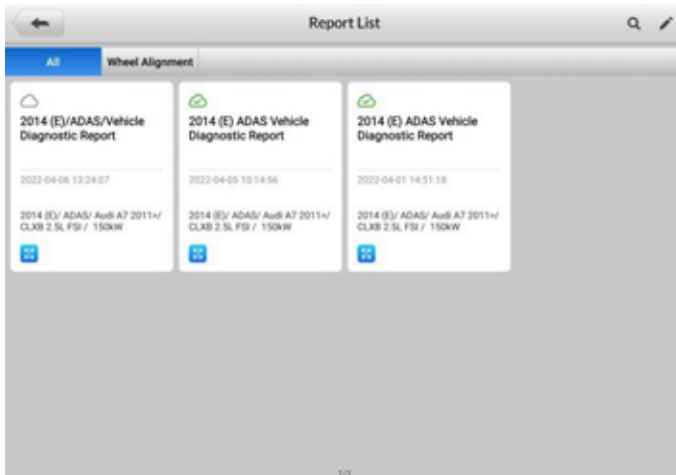 Report List
All
Wheel Alignment
2014 (E)/ADAS/Vehicle
Diagnostic Report
2022-04-06 13:24:07
2014 (E)/ ADAS/ Audi A7 2011>/
CLXB 2.5L FSI / 150kW
2014 (E) ADAS Vehicle
Diagnostic Report
2022-04-05 10:14:56
2014 (E)/ ADAS/ Audi A7 2011>/
CLXB 2.5L FSI / 150kW
2014 (E) ADAS Vehicle
Diagnostic Report
2022-04-01 14:51:18
2014 (E)/ ADAS/ Audi A7 2011>/
CLXB 2.5L FSI / 150kW
1/1